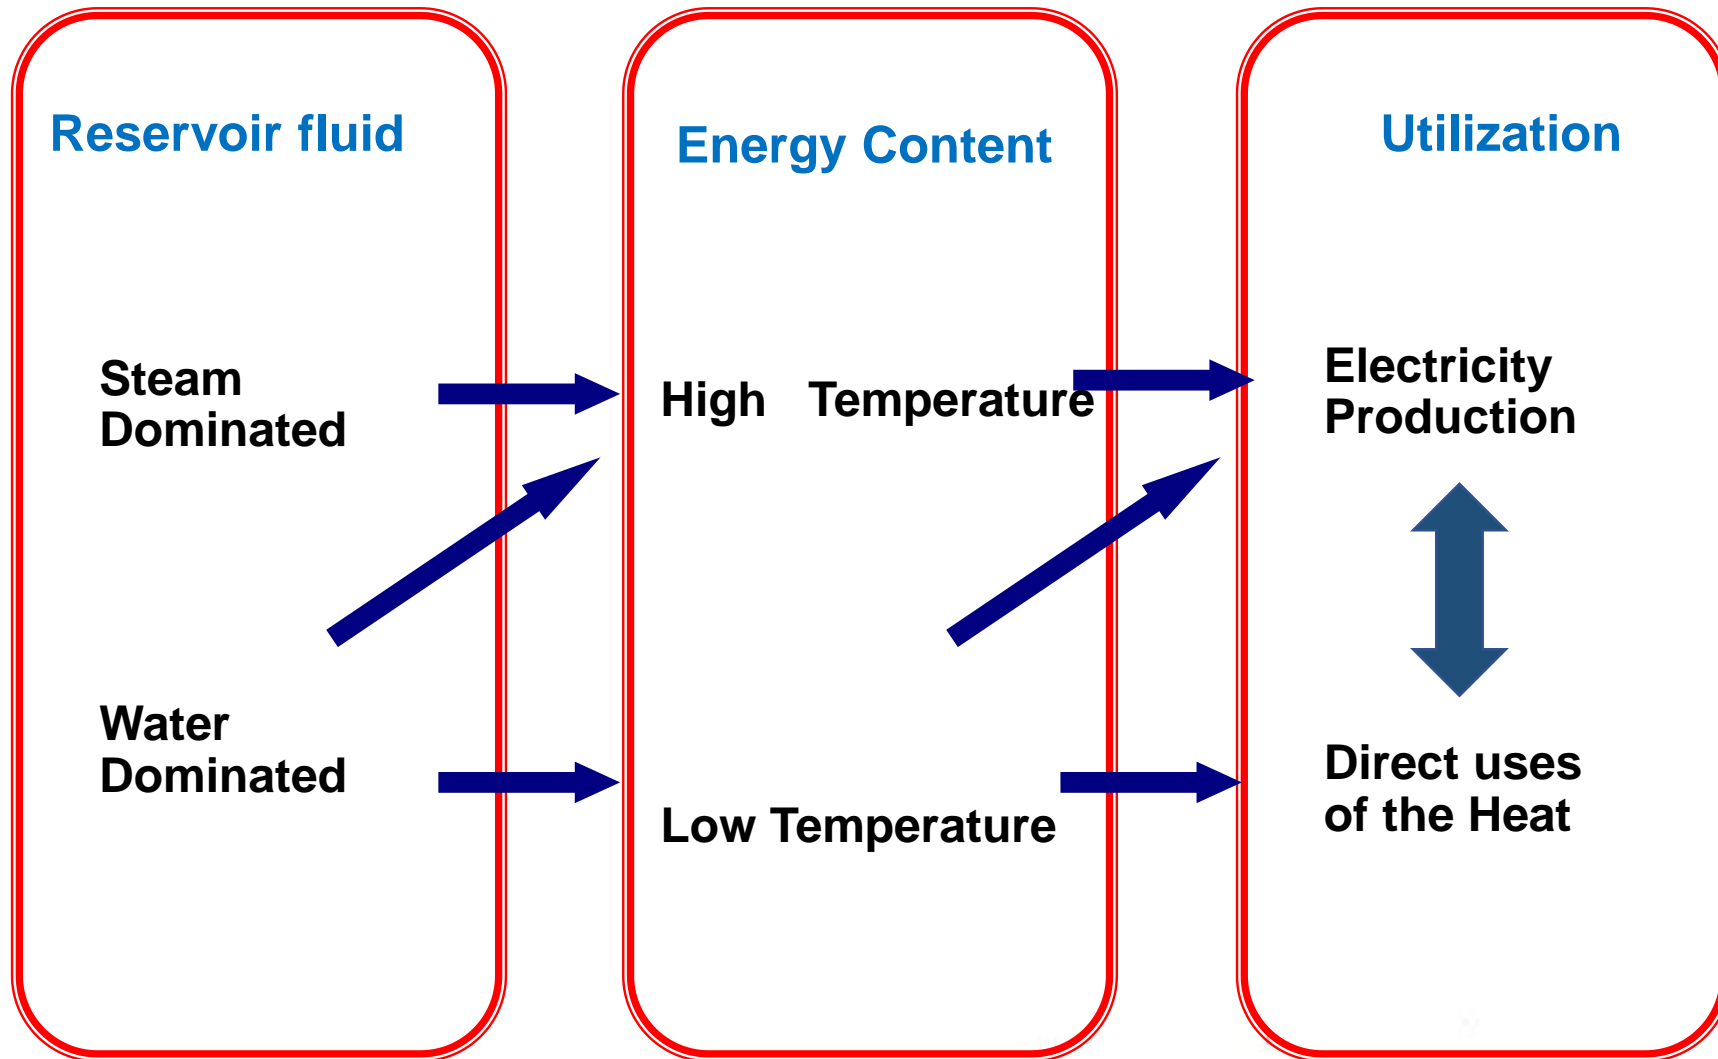 Reservoir fluid
Energy Content
Utilization
Steam
Dominated
High Temperature
Electricity
Production
Water
Dominated
Low Temperature
Direct uses
of the Heat